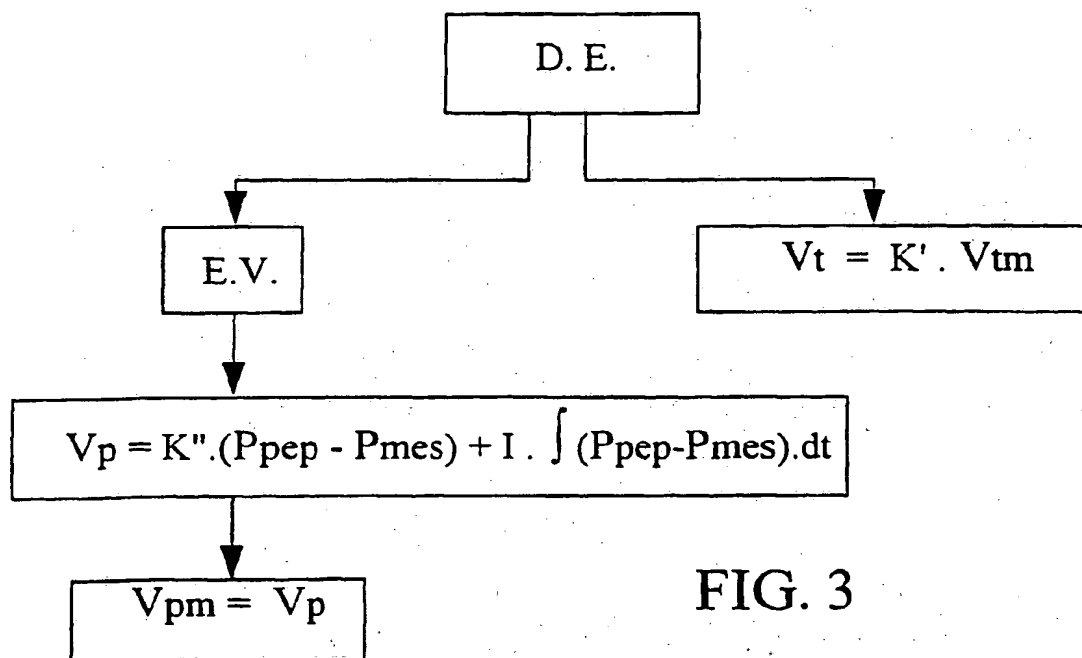 D. E.
E.V.
Vt = K' . Vtm
Vp = K".(Ppep - Pmes) + I . ∫ (Ppep-Pmes).dt
Vpm = Vp
FIG. 3